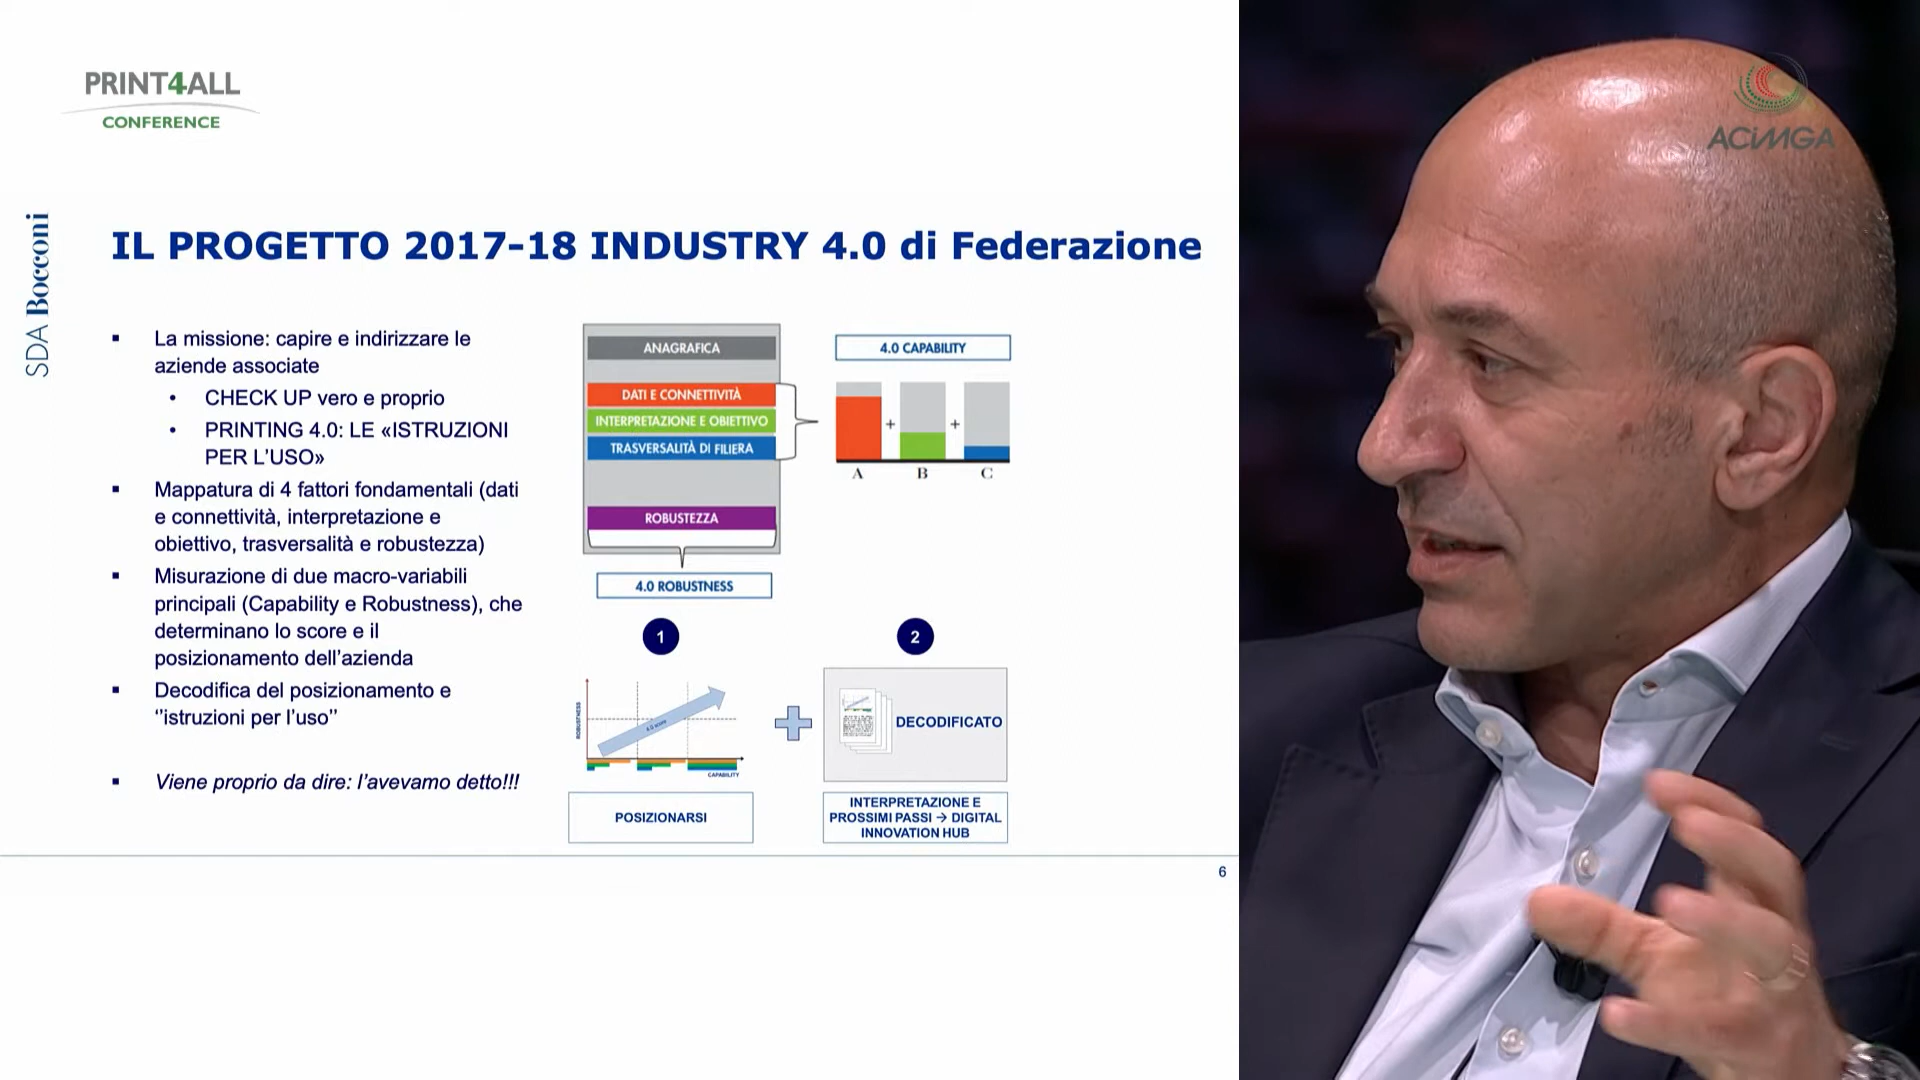 PRINT4ALL
CONFERENCE
ACIMGA
SDA Bocconi
IL PROGETTO 2017-18 INDUSTRY 4.0 di Federazione
▪ La missione: capire e indirizzare le
aziende associate
• CHECK UP vero e proprio
• PRINTING 4.0: LE «ISTRUZIONI
PER L'USO»
▪ Mappatura di 4 fattori fondamentali (dati
e connettività, interpretazione e
obiettivo, trasversalità e robustezza)
▪ Misurazione di due macro-variabili
principali (Capability e Robustness), che
determinano lo score e il
posizionamento dell'azienda
▪ Decodifica del posizionamento e
‘’istruzioni per l’uso’’
▪ Viene proprio da dire: l’avevamo detto!!!
ANAGRAFICA
DATI E CONNETTIVITÀ
INTERPRETAZIONE E OBIETTIVO
TRASVERSALITÀ DI FILIERA
ROBUSTEZZA
4.0 ROBUSTNESS
4.0 CAPABILITY
+ +
A B C
1
2
ROBUSTNESS
4.0 score
CAPABILITY
DECODIFICATO
POSIZIONARSI
INTERPRETAZIONE E
PROSSIMI PASSI → DIGITAL
INNOVATION HUB
6